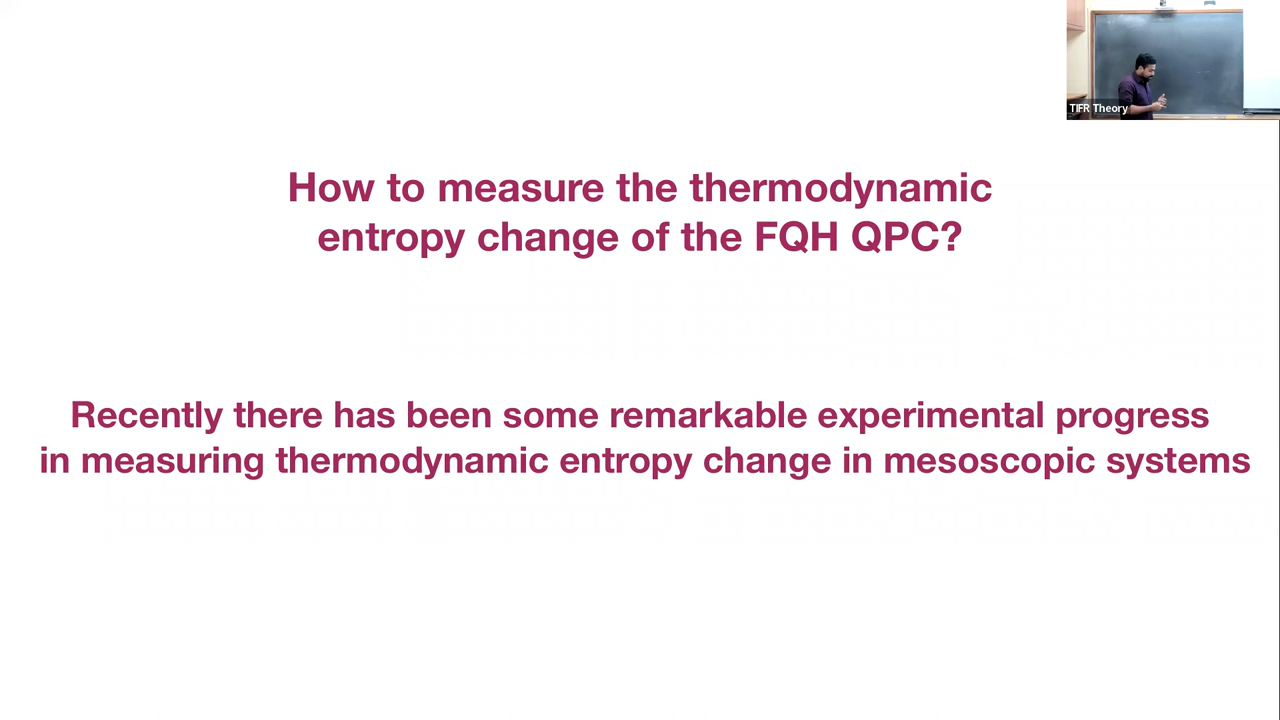 TIFR Theory
How to measure the thermodynamic
entropy change of the FQH QPC?
Recently there has been some remarkable experimental progress
in measuring thermodynamic entropy change in mesoscopic systems